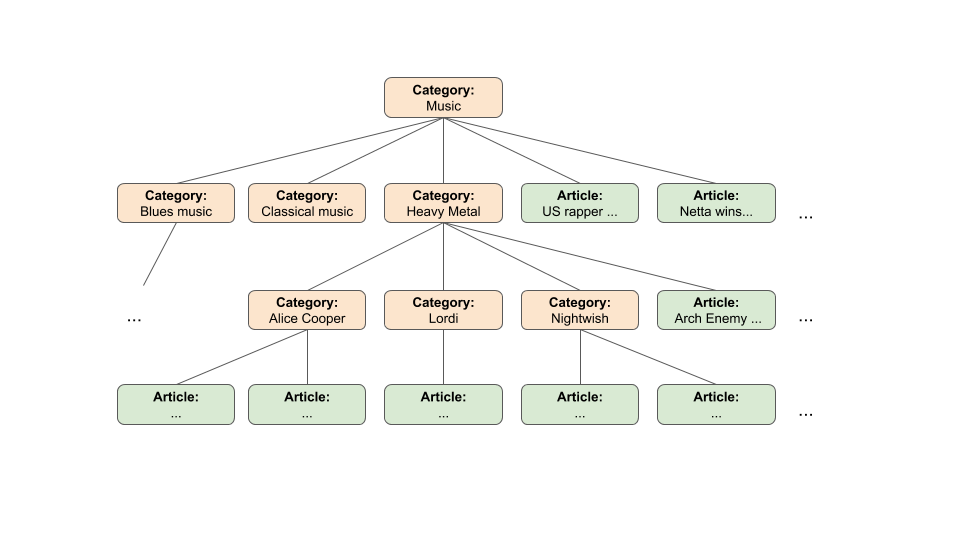 Category:
Music
Category:
Blues music
Category:
Classical music
Category:
Heavy Metal
Article:
US rapper ...
Article:
Netta wins...
...
...
Category:
Alice Cooper
Category:
Lordi
Category:
Nightwish
Article:
Arch Enemy ...
...
Article:
...
Article:
...
Article:
...
Article:
...
Article:
...
...